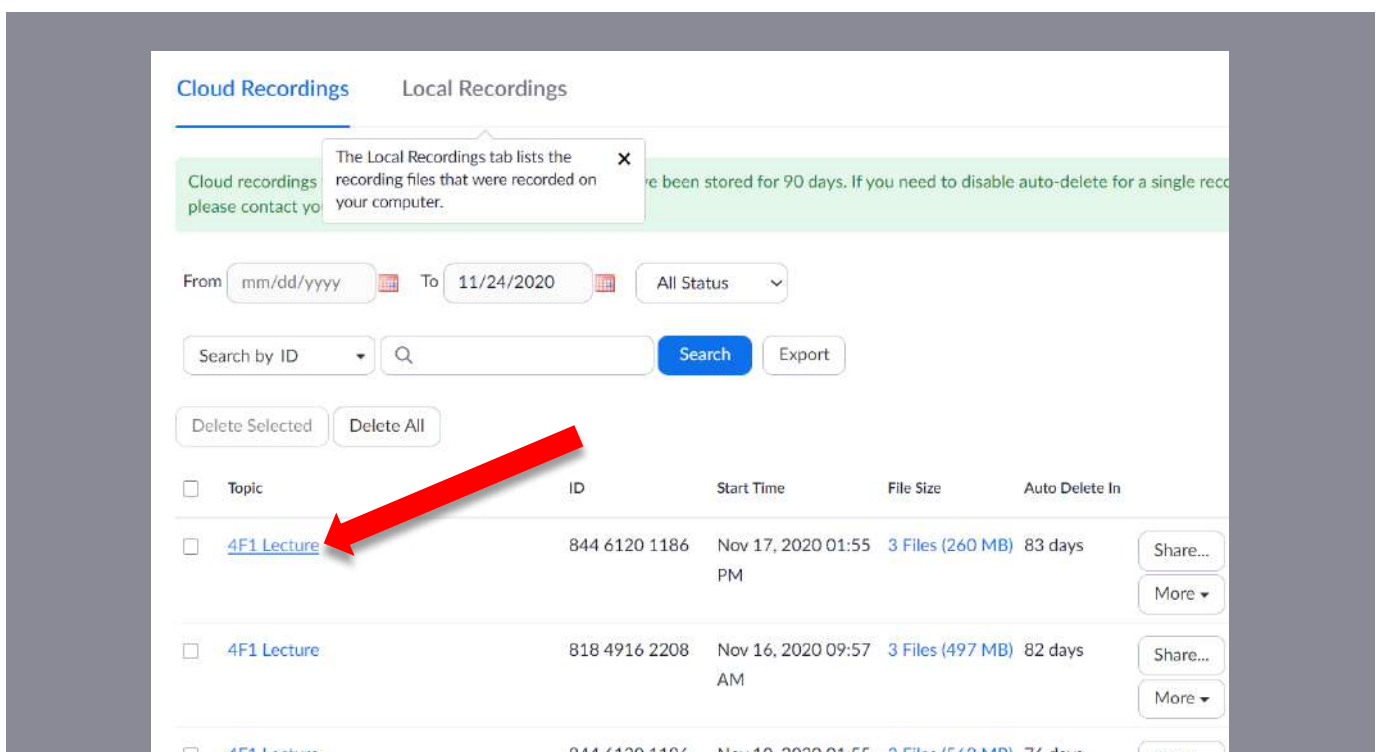 Cloud Recordings Local Recordings
The Local Recordings tab lists the
recording files that were recorded on
your computer.
Cloud recordings been stored for 90 days. If you need to disable auto-delete for a single
please contact
From mm/dd/yyyy To 11/24/2020 All Status
Search by ID Search Export
Delete Selected Delete All
Topic ID Start Time File Size Auto Delete In
4F1 Lecture 844 6120 1186 Nov 17, 2020 01:55 3 Files (260 MB) 83 days Share...
PM
More
4F1 Lecture 818 4916 2208 Nov 16, 2020 09:57 3 Files (497 MB) 82 days Share...
AM
More